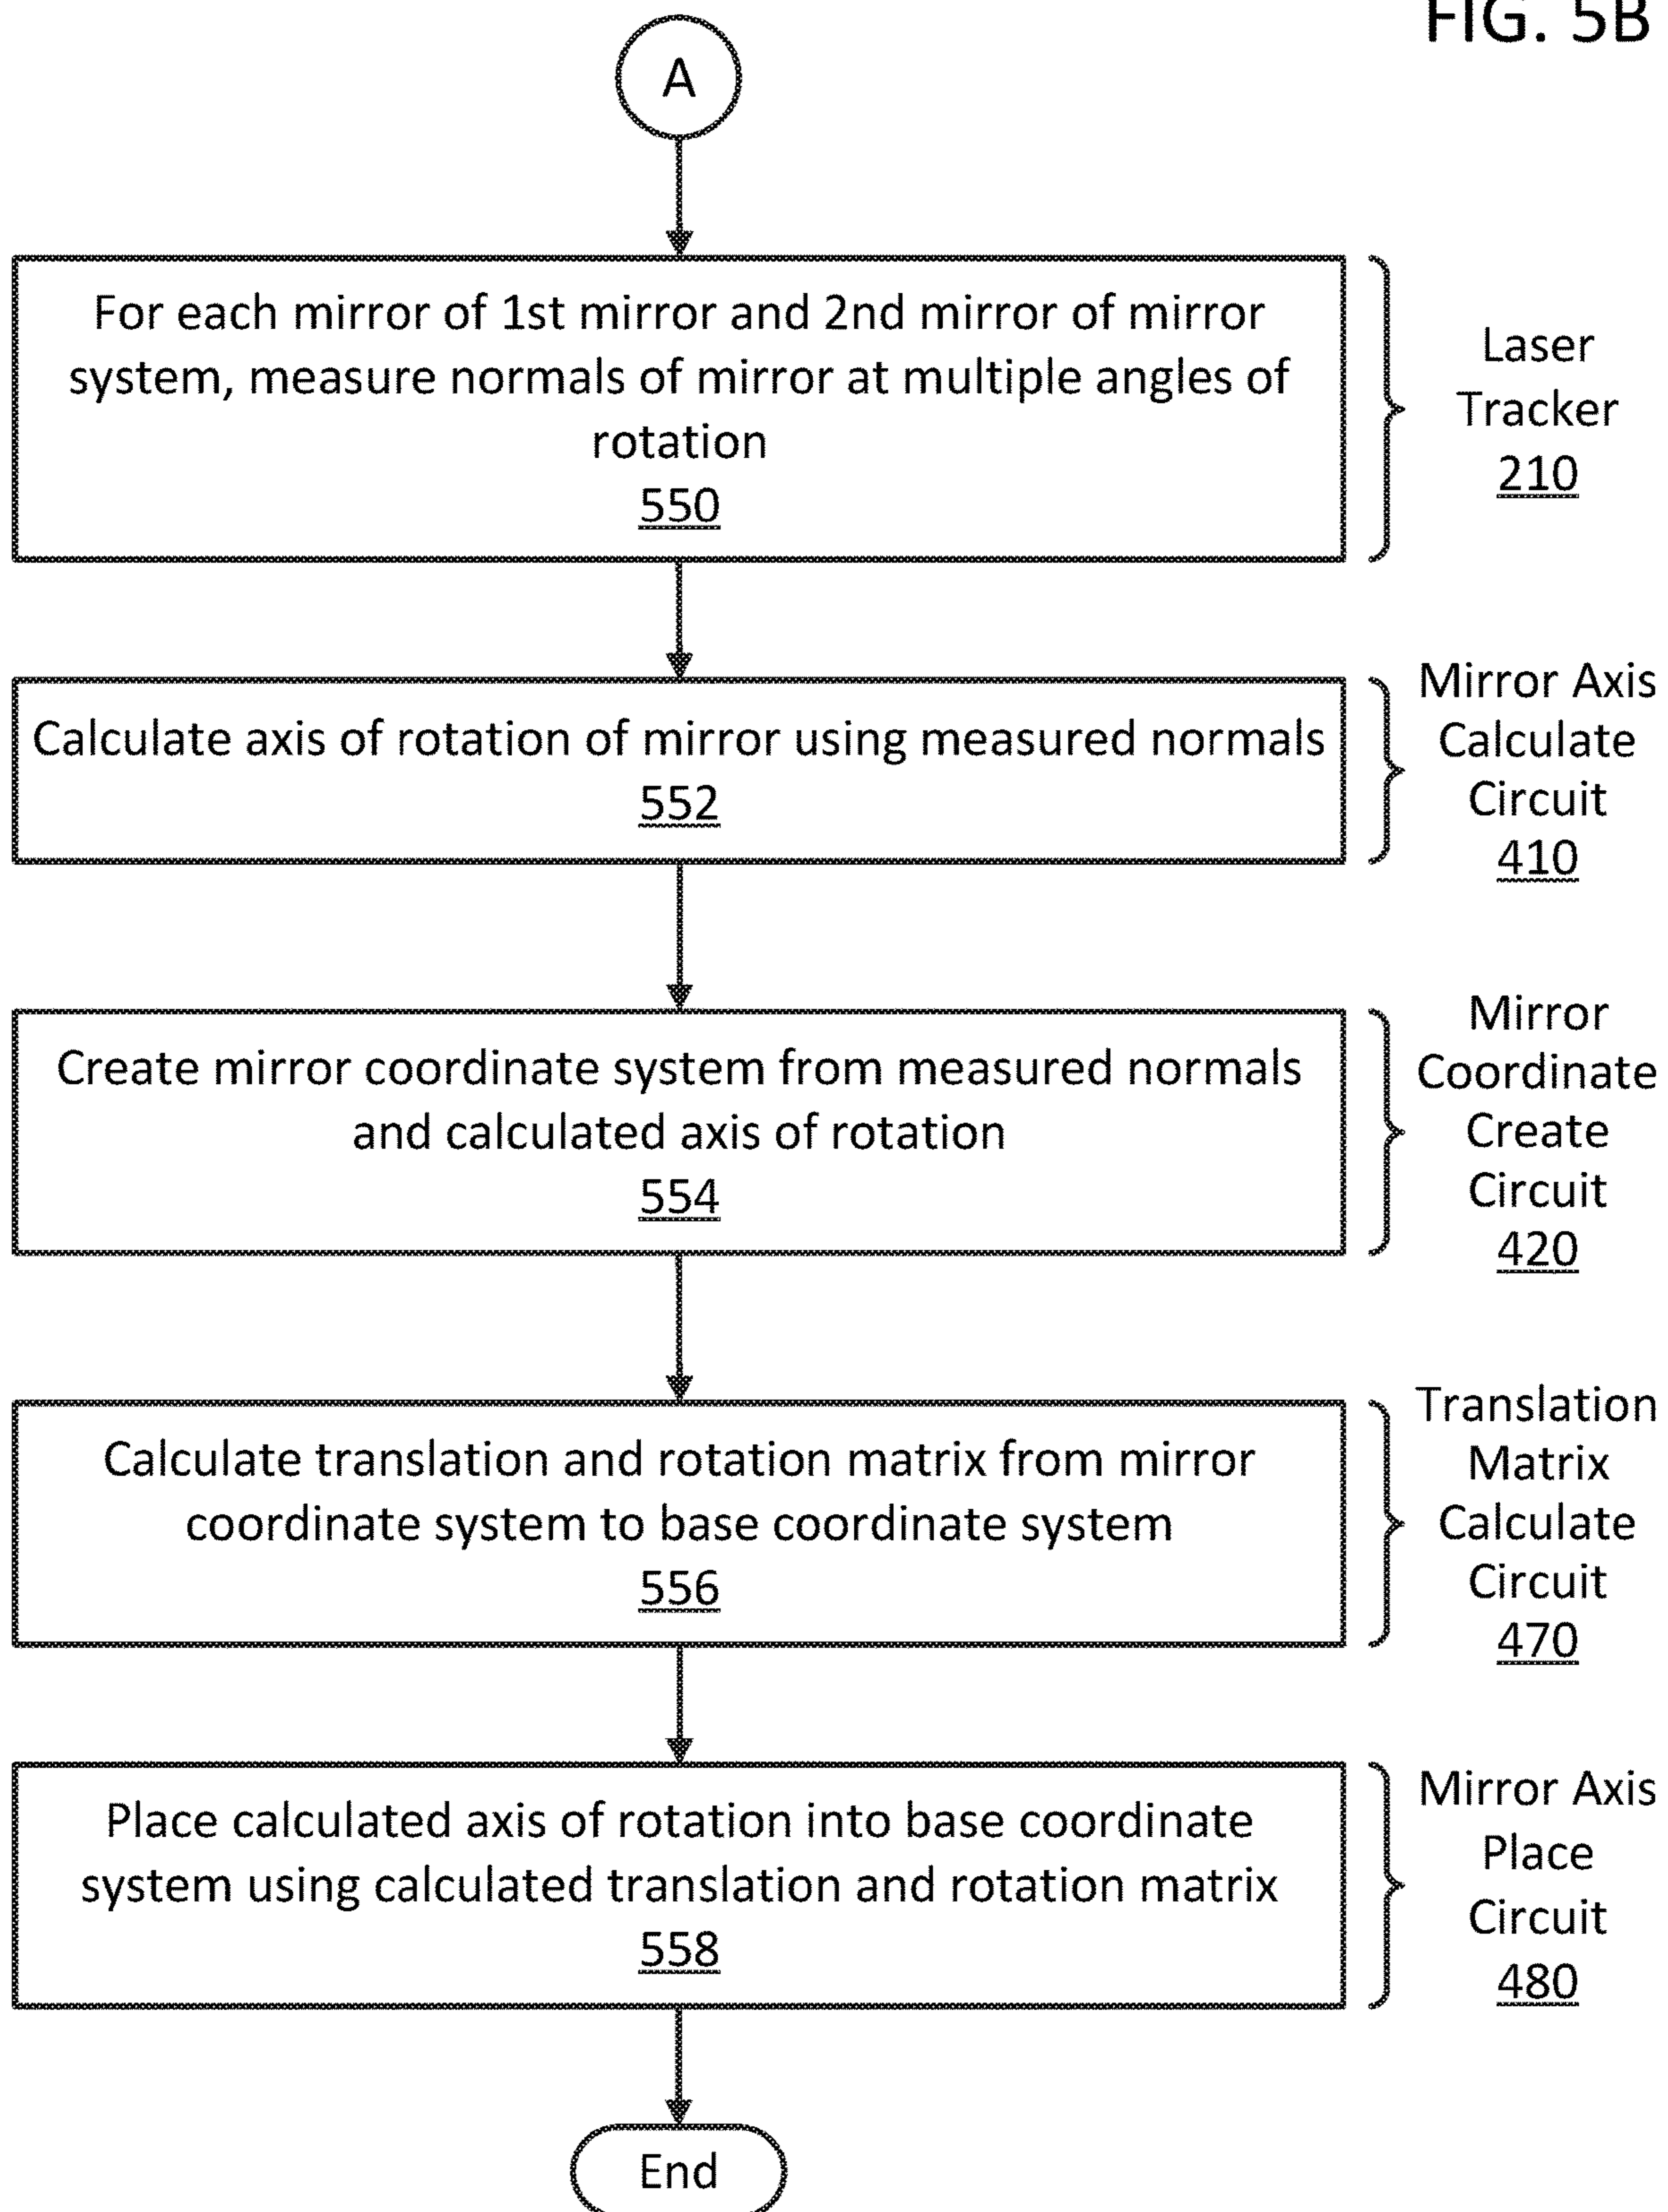 FIG. 5B
A
For each mirror of 1st mirror and 2nd mirror of mirror
system, measure normals of mirror at multiple angles of
rotation
550
Laser
Tracker
210
Calculate axis of rotation of mirror using measured normals
552
Mirror Axis
Calculate
Circuit
410
Create mirror coordinate system from measured normals
and calculated axis of rotation
554
Mirror
Coordinate
Create
Circuit
420
Calculate translation and rotation matrix from mirror
coordinate system to base coordinate system
556
Translation
Matrix
Calculate
Circuit
470
Place calculated axis of rotation into base coordinate
system using calculated translation and rotation matrix
558
Mirror Axis
Place
Circuit
480
End